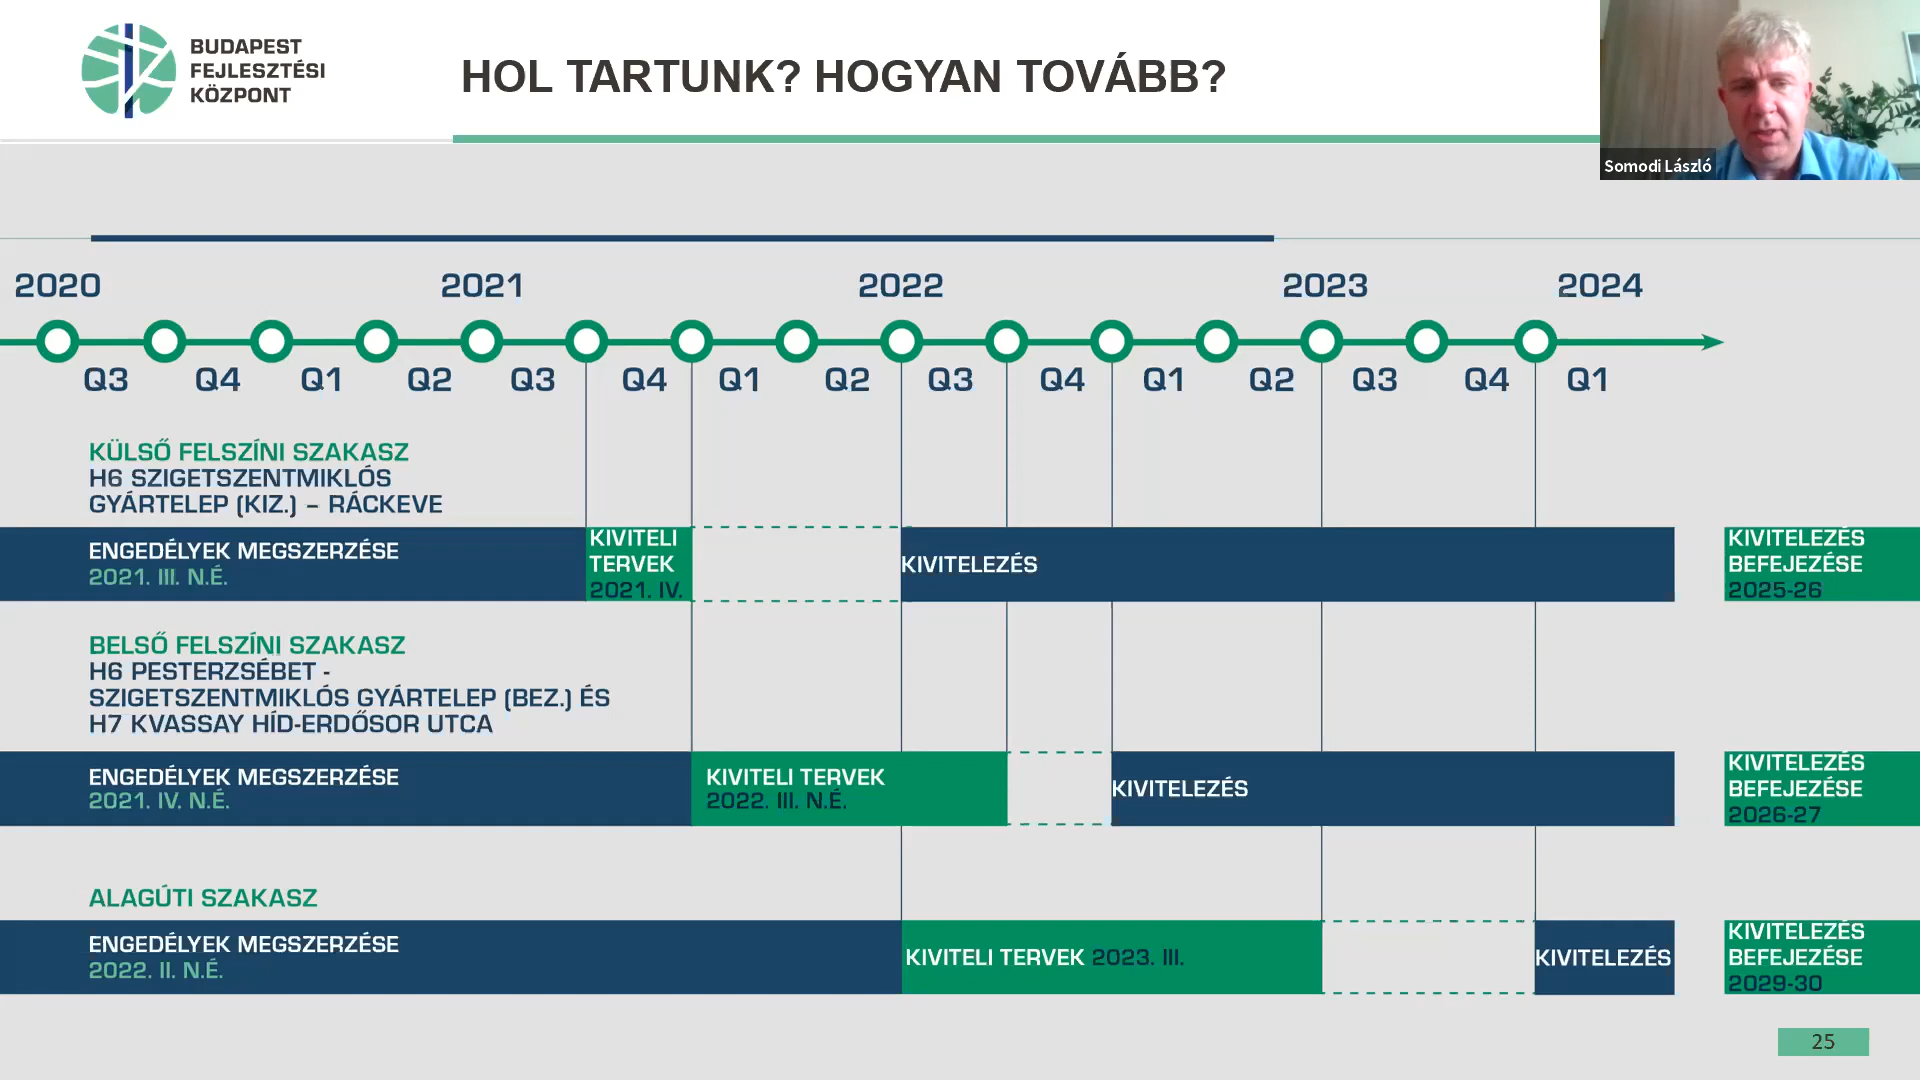 BUDAPEST
FEJLESZTÉSI
KÖZPONT
HOL TARTUNK? HOGYAN TOVÁBB?
Somodi László
2020 2021 2022 2023 2024
Q3 Q4 Q1 Q2 Q3 Q4 Q1 Q2 Q3 Q4 Q1 Q2 Q3 Q4 Q1
KÜLSŐ FELSZÍNI SZAKASZ
H6 SZIGETSZENTMIKLÓS
GYÁRTELEP (KIZ.) – RÁCKEVE
ENGEDÉLYEK MEGSZERZÉSE
2021. III. N.É.
KIVITELI
TERVEK
2021. IV.
KIVITELEZÉS
KIVITELEZÉS
BEFEJEZÉSE
2025-26
BELSŐ FELSZÍNI SZAKASZ
H6 PESTERZSÉBET -
SZIGETSZENTMIKLÓS GYÁRTELEP (BEZ.) ÉS
H7 KVASSAY HÍD-ERDŐSOR UTCA
ENGEDÉLYEK MEGSZERZÉSE
2021. IV. N.É.
KIVITELI TERVEK
2022. III. N.É.
KIVITELEZÉS
KIVITELEZÉS
BEFEJEZÉSE
2026-27
ALAGÚTI SZAKASZ
ENGEDÉLYEK MEGSZERZÉSE
2022. II. N.É.
KIVITELI TERVEK 2023. III.
KIVITELEZÉS
KIVITELEZÉS
BEFEJEZÉSE
2029-30
25